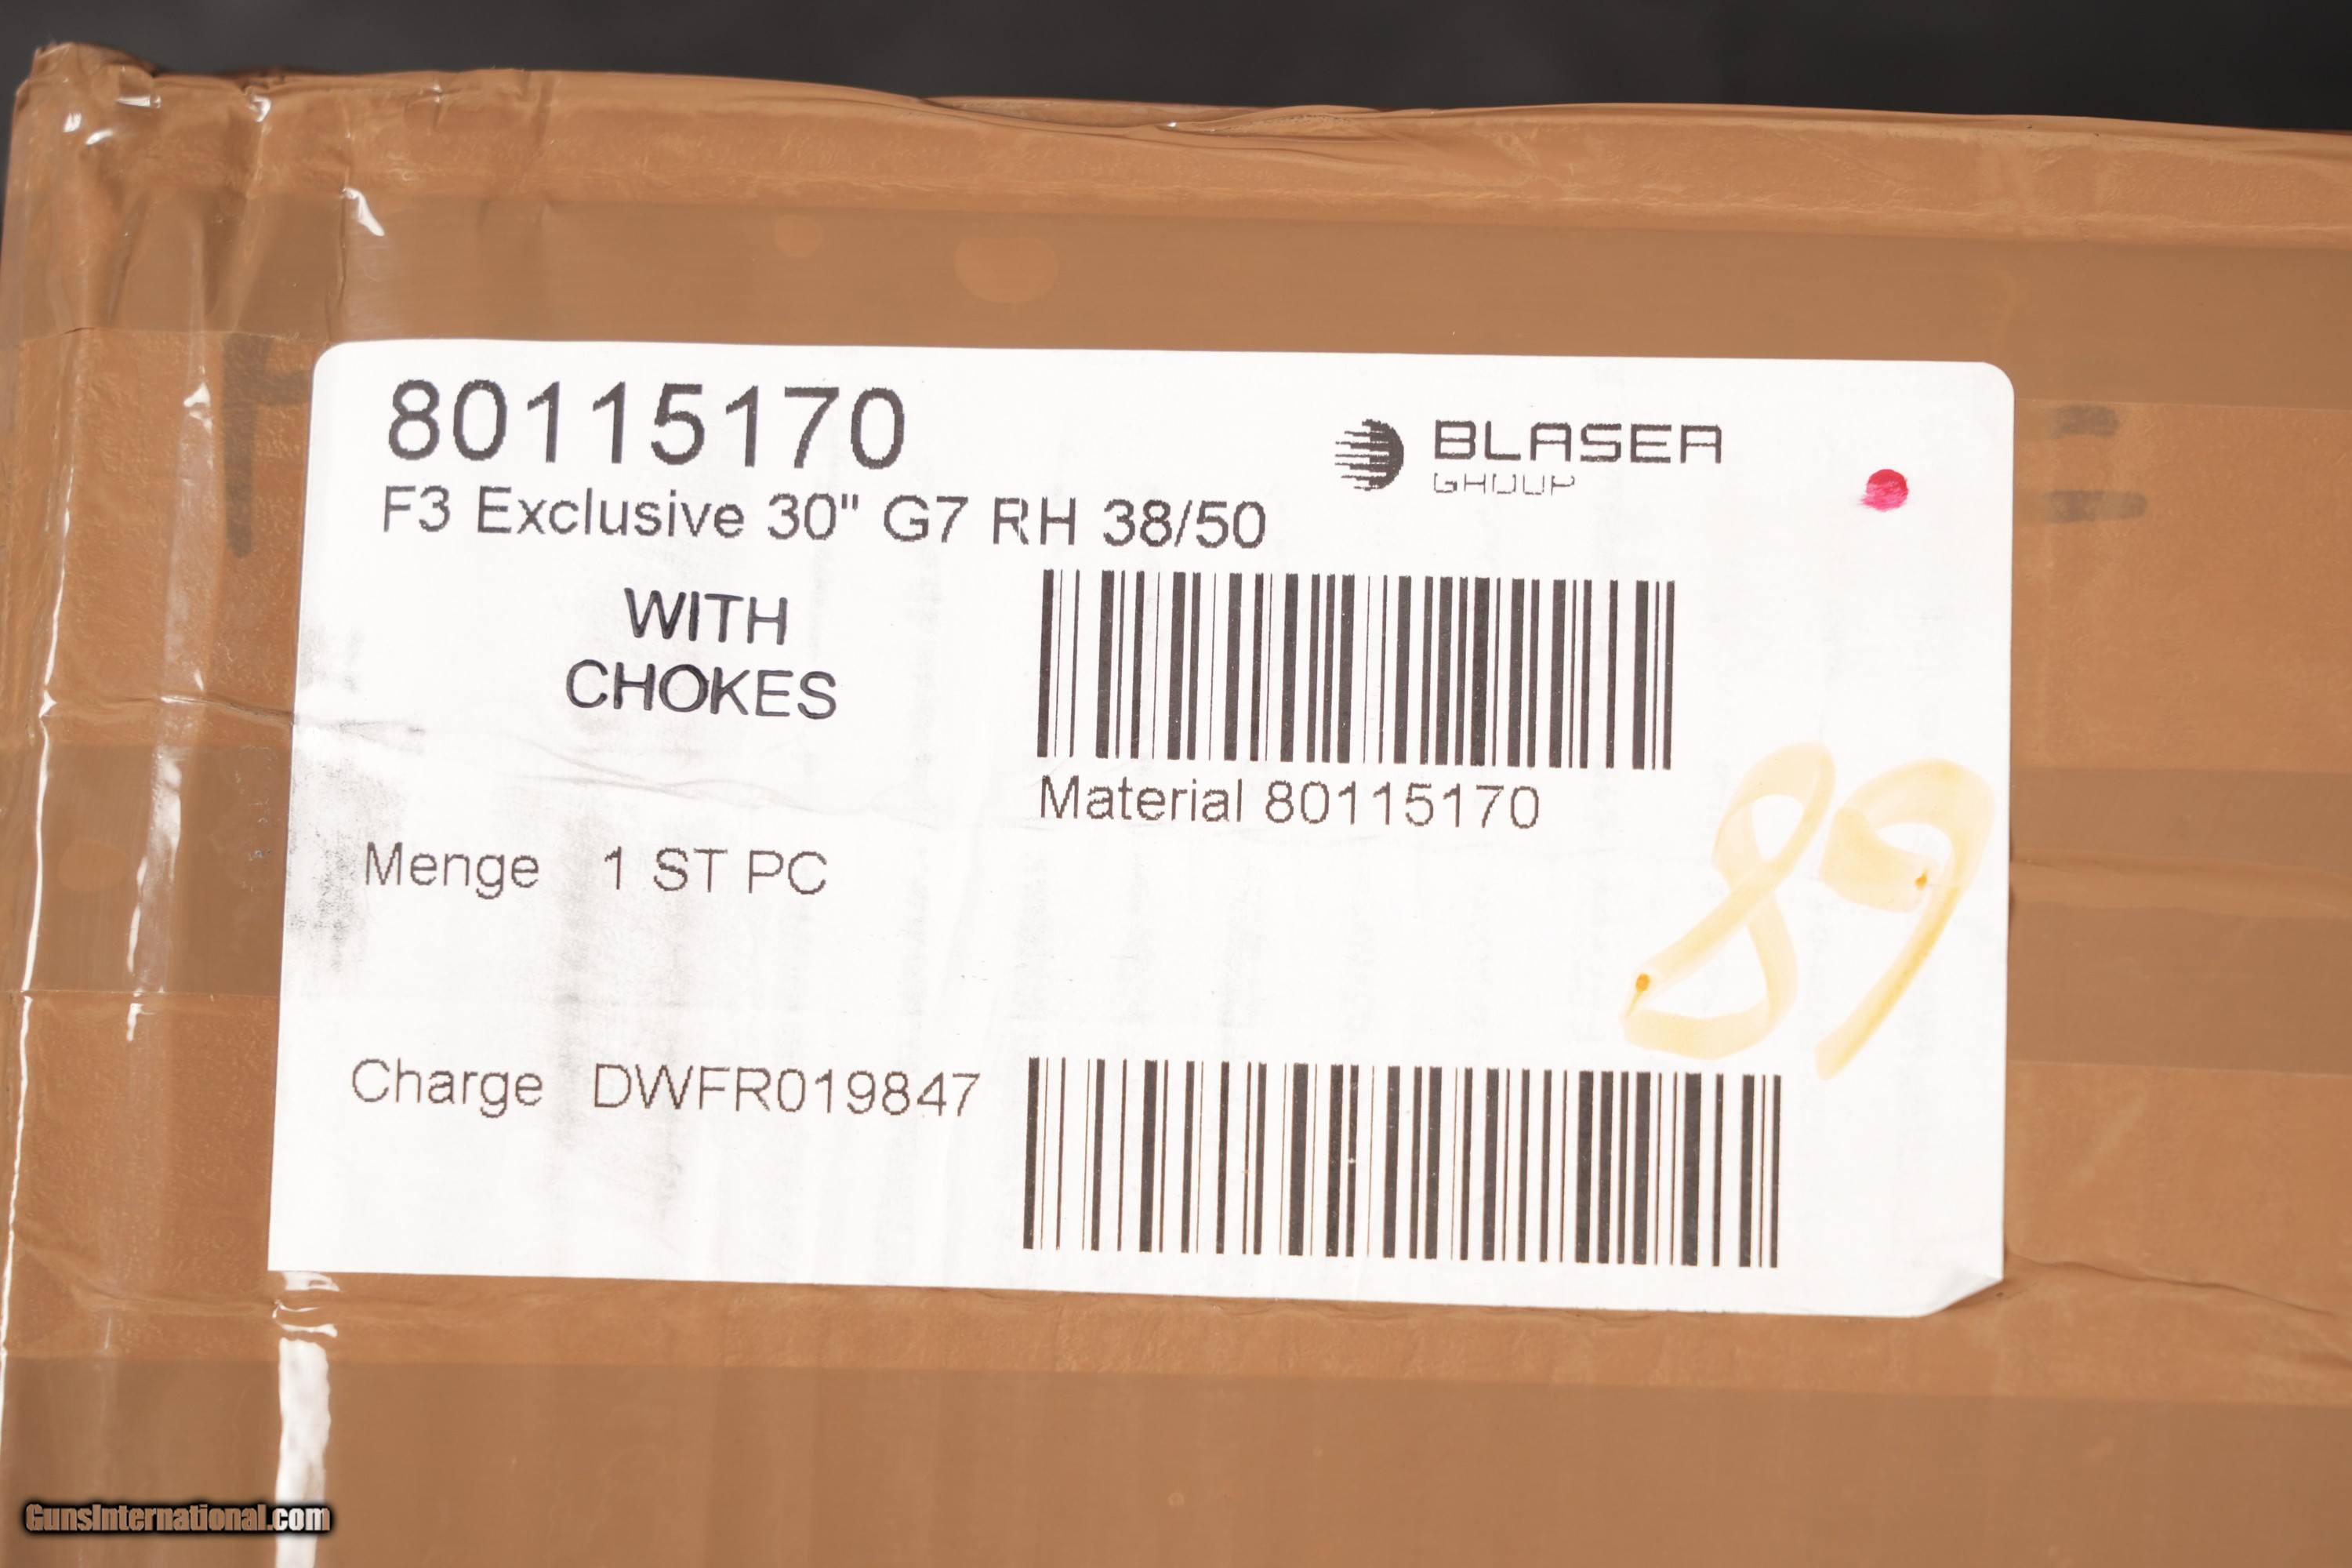 80115170
BLASER
GROUP
F3 Exclusive 30" G7 RH 38/50
WITH
CHOKES
Material 80115170
Menge 1 ST PC
89
Charge DWFR019847
GunsInternational.com